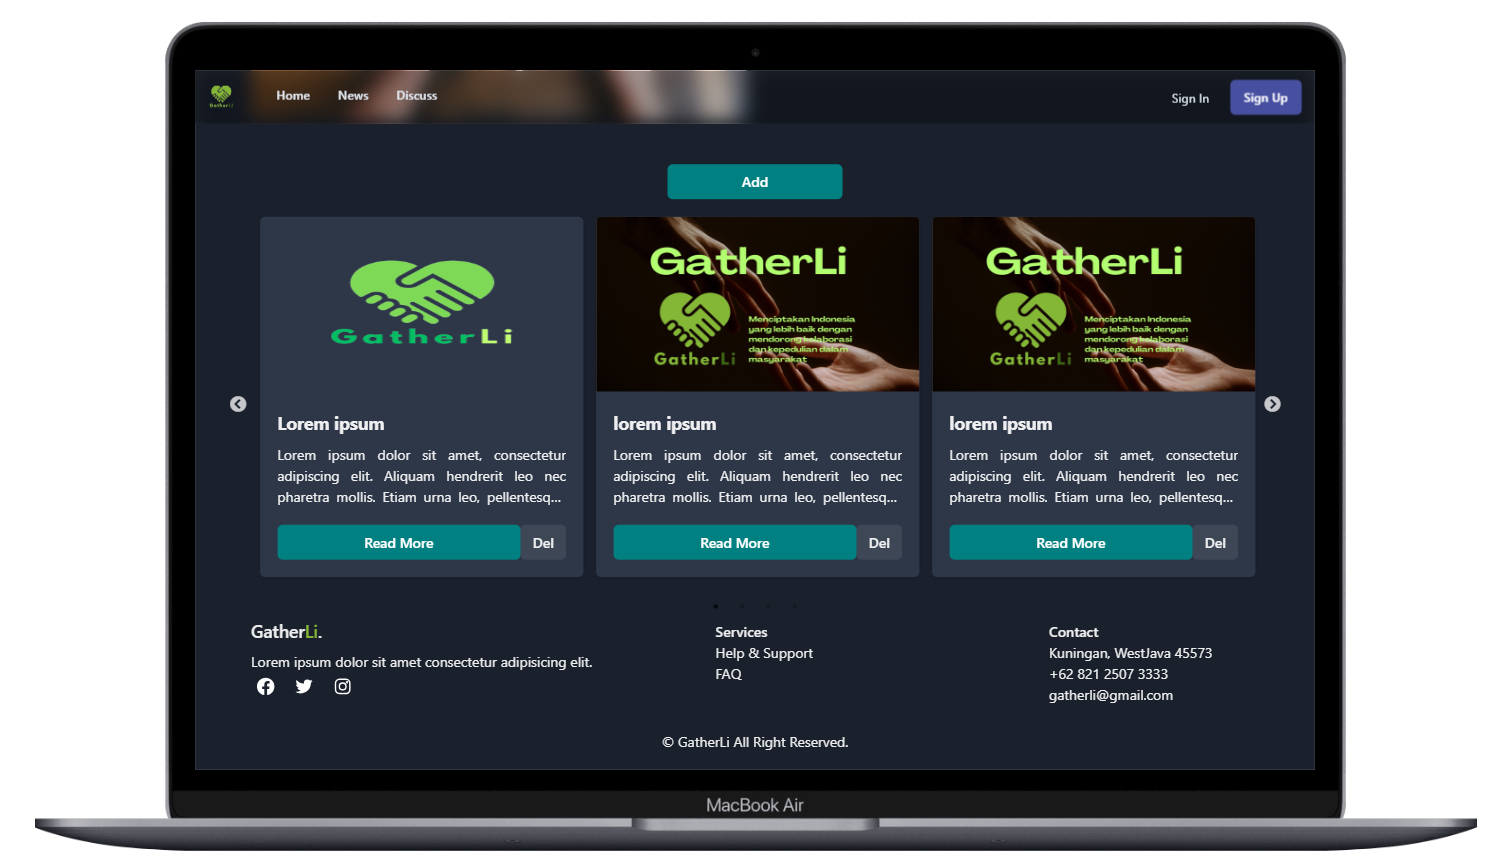 GatherLi
Home News Discuss
Sign In Sign Up
Add
GatherLi
Lorem ipsum
Lorem ipsum dolor sit amet, consectetur
adipiscing elit. Aliquam hendrerit leo nec
pharetra mollis. Etiam urna leo, pellentesq...
Read More Del
GatherLi
GatherLi
Menciptakan Indonesia
yang lebih baik dengan
mendorong kolaborasi
dan kepedulian dalam
masyarakat
lorem ipsum
Lorem ipsum dolor sit amet, consectetur
adipiscing elit. Aliquam hendrerit leo nec
pharetra mollis. Etiam urna leo, pellentesq...
Read More Del
GatherLi
GatherLi
Menciptakan Indonesia
yang lebih baik dengan
mendorong kolaborasi
dan kepedulian dalam
masyarakat
lorem ipsum
Lorem ipsum dolor sit amet, consectetur
adipiscing elit. Aliquam hendrerit leo nec
pharetra mollis. Etiam urna leo, pellentesq...
Read More Del
GatherLi.
Lorem ipsum dolor sit amet consectetur adipisicing elit.
Services
Help & Support
FAQ
Contact
Kuningan, WestJava 45573
+62 821 2507 3333
gatherli@gmail.com
© GatherLi All Right Reserved.
MacBook Air